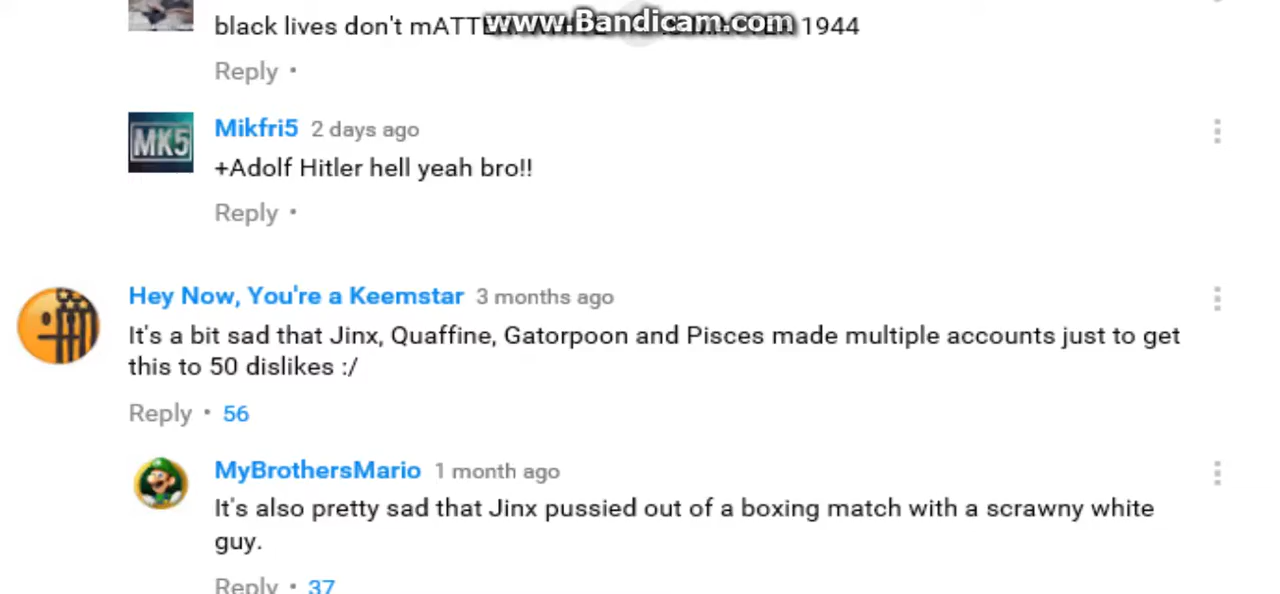 www.Bandicam.com
black lives don't mATTER 1944
Reply •
MK5
Mikfri5 2 days ago
+Adolf Hitler hell yeah bro!!
Reply •
Hey Now, You're a Keemstar 3 months ago
It's a bit sad that Jinx, Quaffine, Gatorpoon and Pisces made multiple accounts just to get
this to 50 dislikes :/
Reply • 56
MyBrothersMario 1 month ago
It's also pretty sad that Jinx pussied out of a boxing match with a scrawny white
guy.
Reply • 37